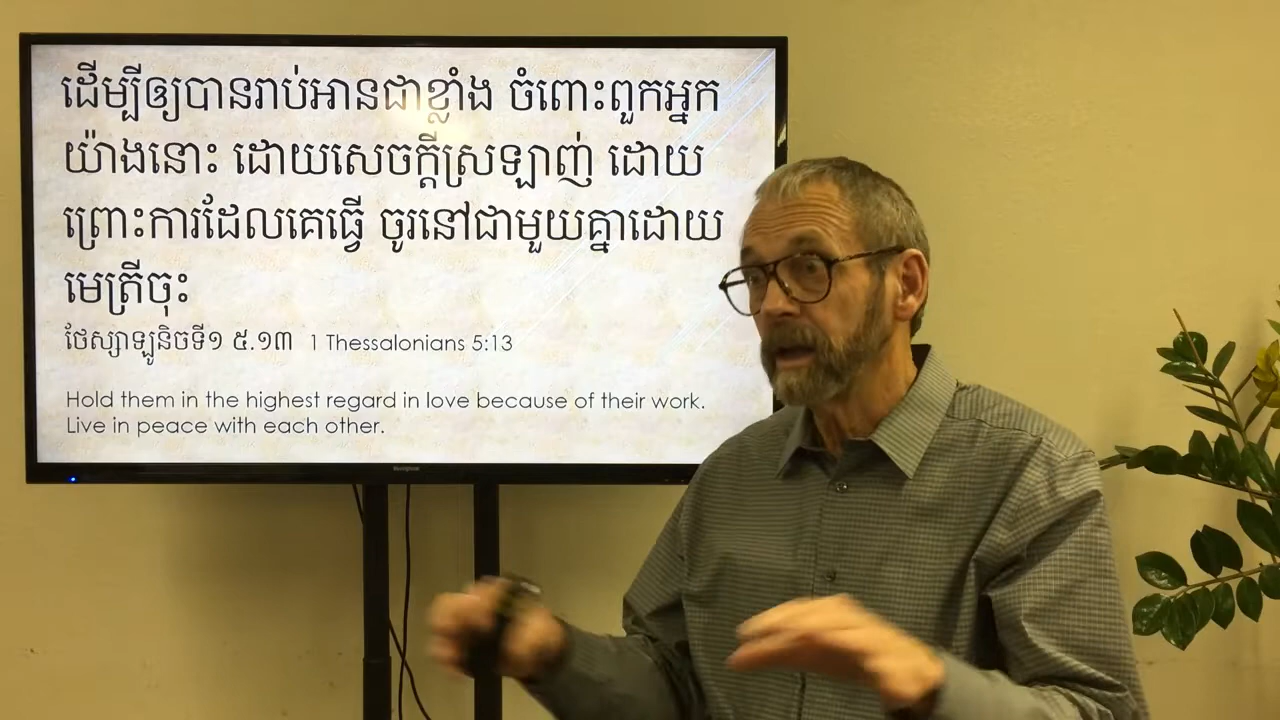 ដើម្បីឲ្យបានរាប់អានជាខ្លាំង ចំពោះពួកអ្នក
យ៉ាងនោះ ដោយសេចក្ដីស្រឡាញ់ ដោយ
ព្រោះការដែលគេធ្វើ ចូរនៅជាមួយគ្នាដោយ
មេត្រីចុះ
ថែស្សាឡូនិចទី១ ៥.១៣ 1 Thessalonians 5:13
Hold them in the highest regard in love because of their work.
Live in peace with each other.
Westinghouse